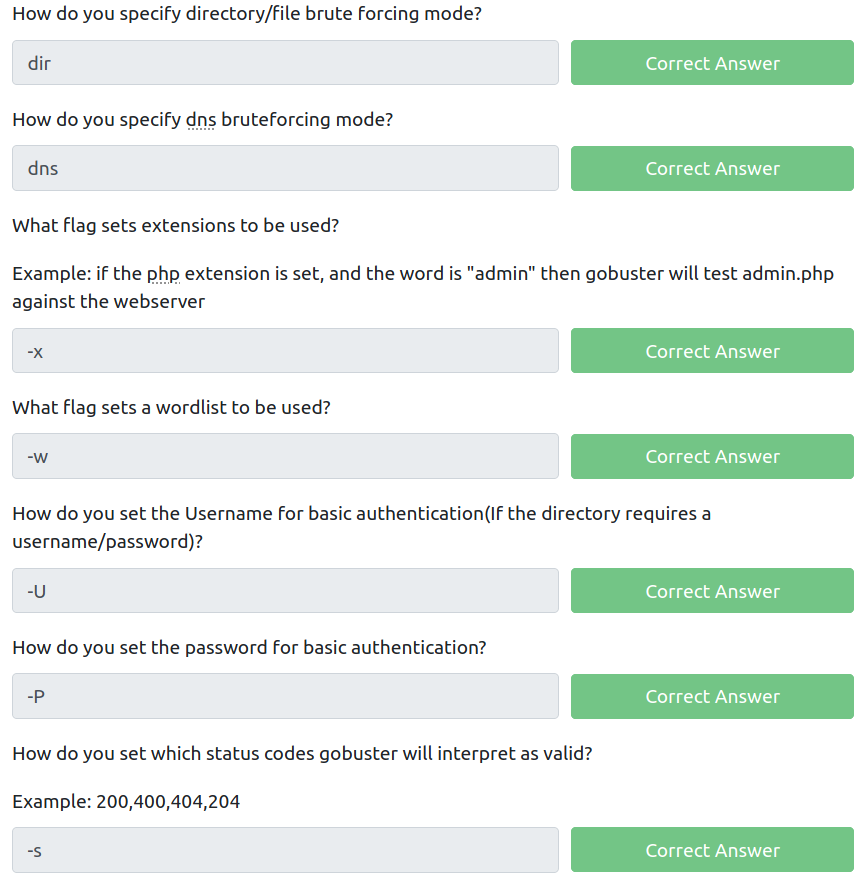 How do you specify directory/file brute forcing mode?
dir
Correct Answer
How do you specify dns bruteforcing mode?
dns
Correct Answer
What flag sets extensions to be used?
Example: if the php extension is set, and the word is "admin" then gobuster will test admin.php
against the webserver
-x
Correct Answer
What flag sets a wordlist to be used?
-w
Correct Answer
How do you set the Username for basic authentication(If the directory requires a
username/password)?
-U
Correct Answer
How do you set the password for basic authentication?
-P
Correct Answer
How do you set which status codes gobuster will interpret as valid?
Example: 200,400,404,204
-s
Correct Answer